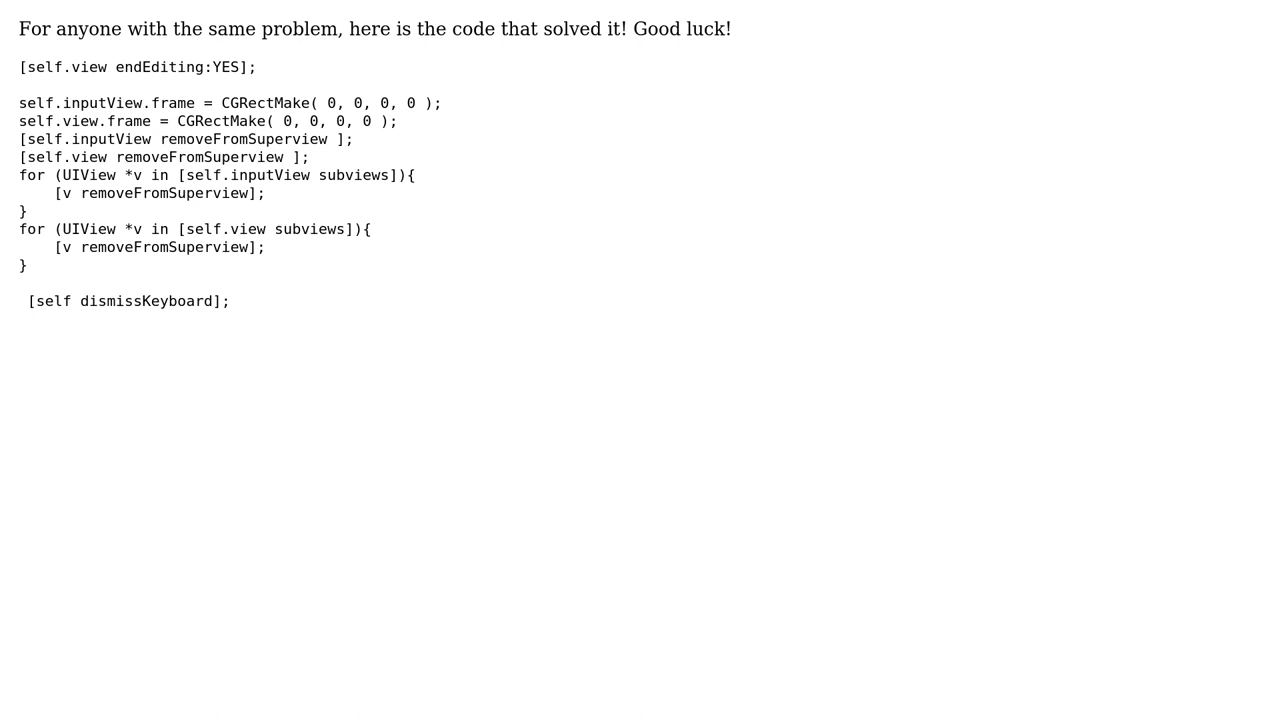 For anyone with the same problem, here is the code that solved it! Good luck!
[self.view endEditing:YES];

self.inputView.frame = CGRectMake( 0, 0, 0, 0 );
self.view.frame = CGRectMake( 0, 0, 0, 0 );
[self.inputView removeFromSuperview ];
[self.view removeFromSuperview ];
for (UIView *v in [self.inputView subviews]){
    [v removeFromSuperview];
}
for (UIView *v in [self.view subviews]){
    [v removeFromSuperview];
}

 [self dismissKeyboard];